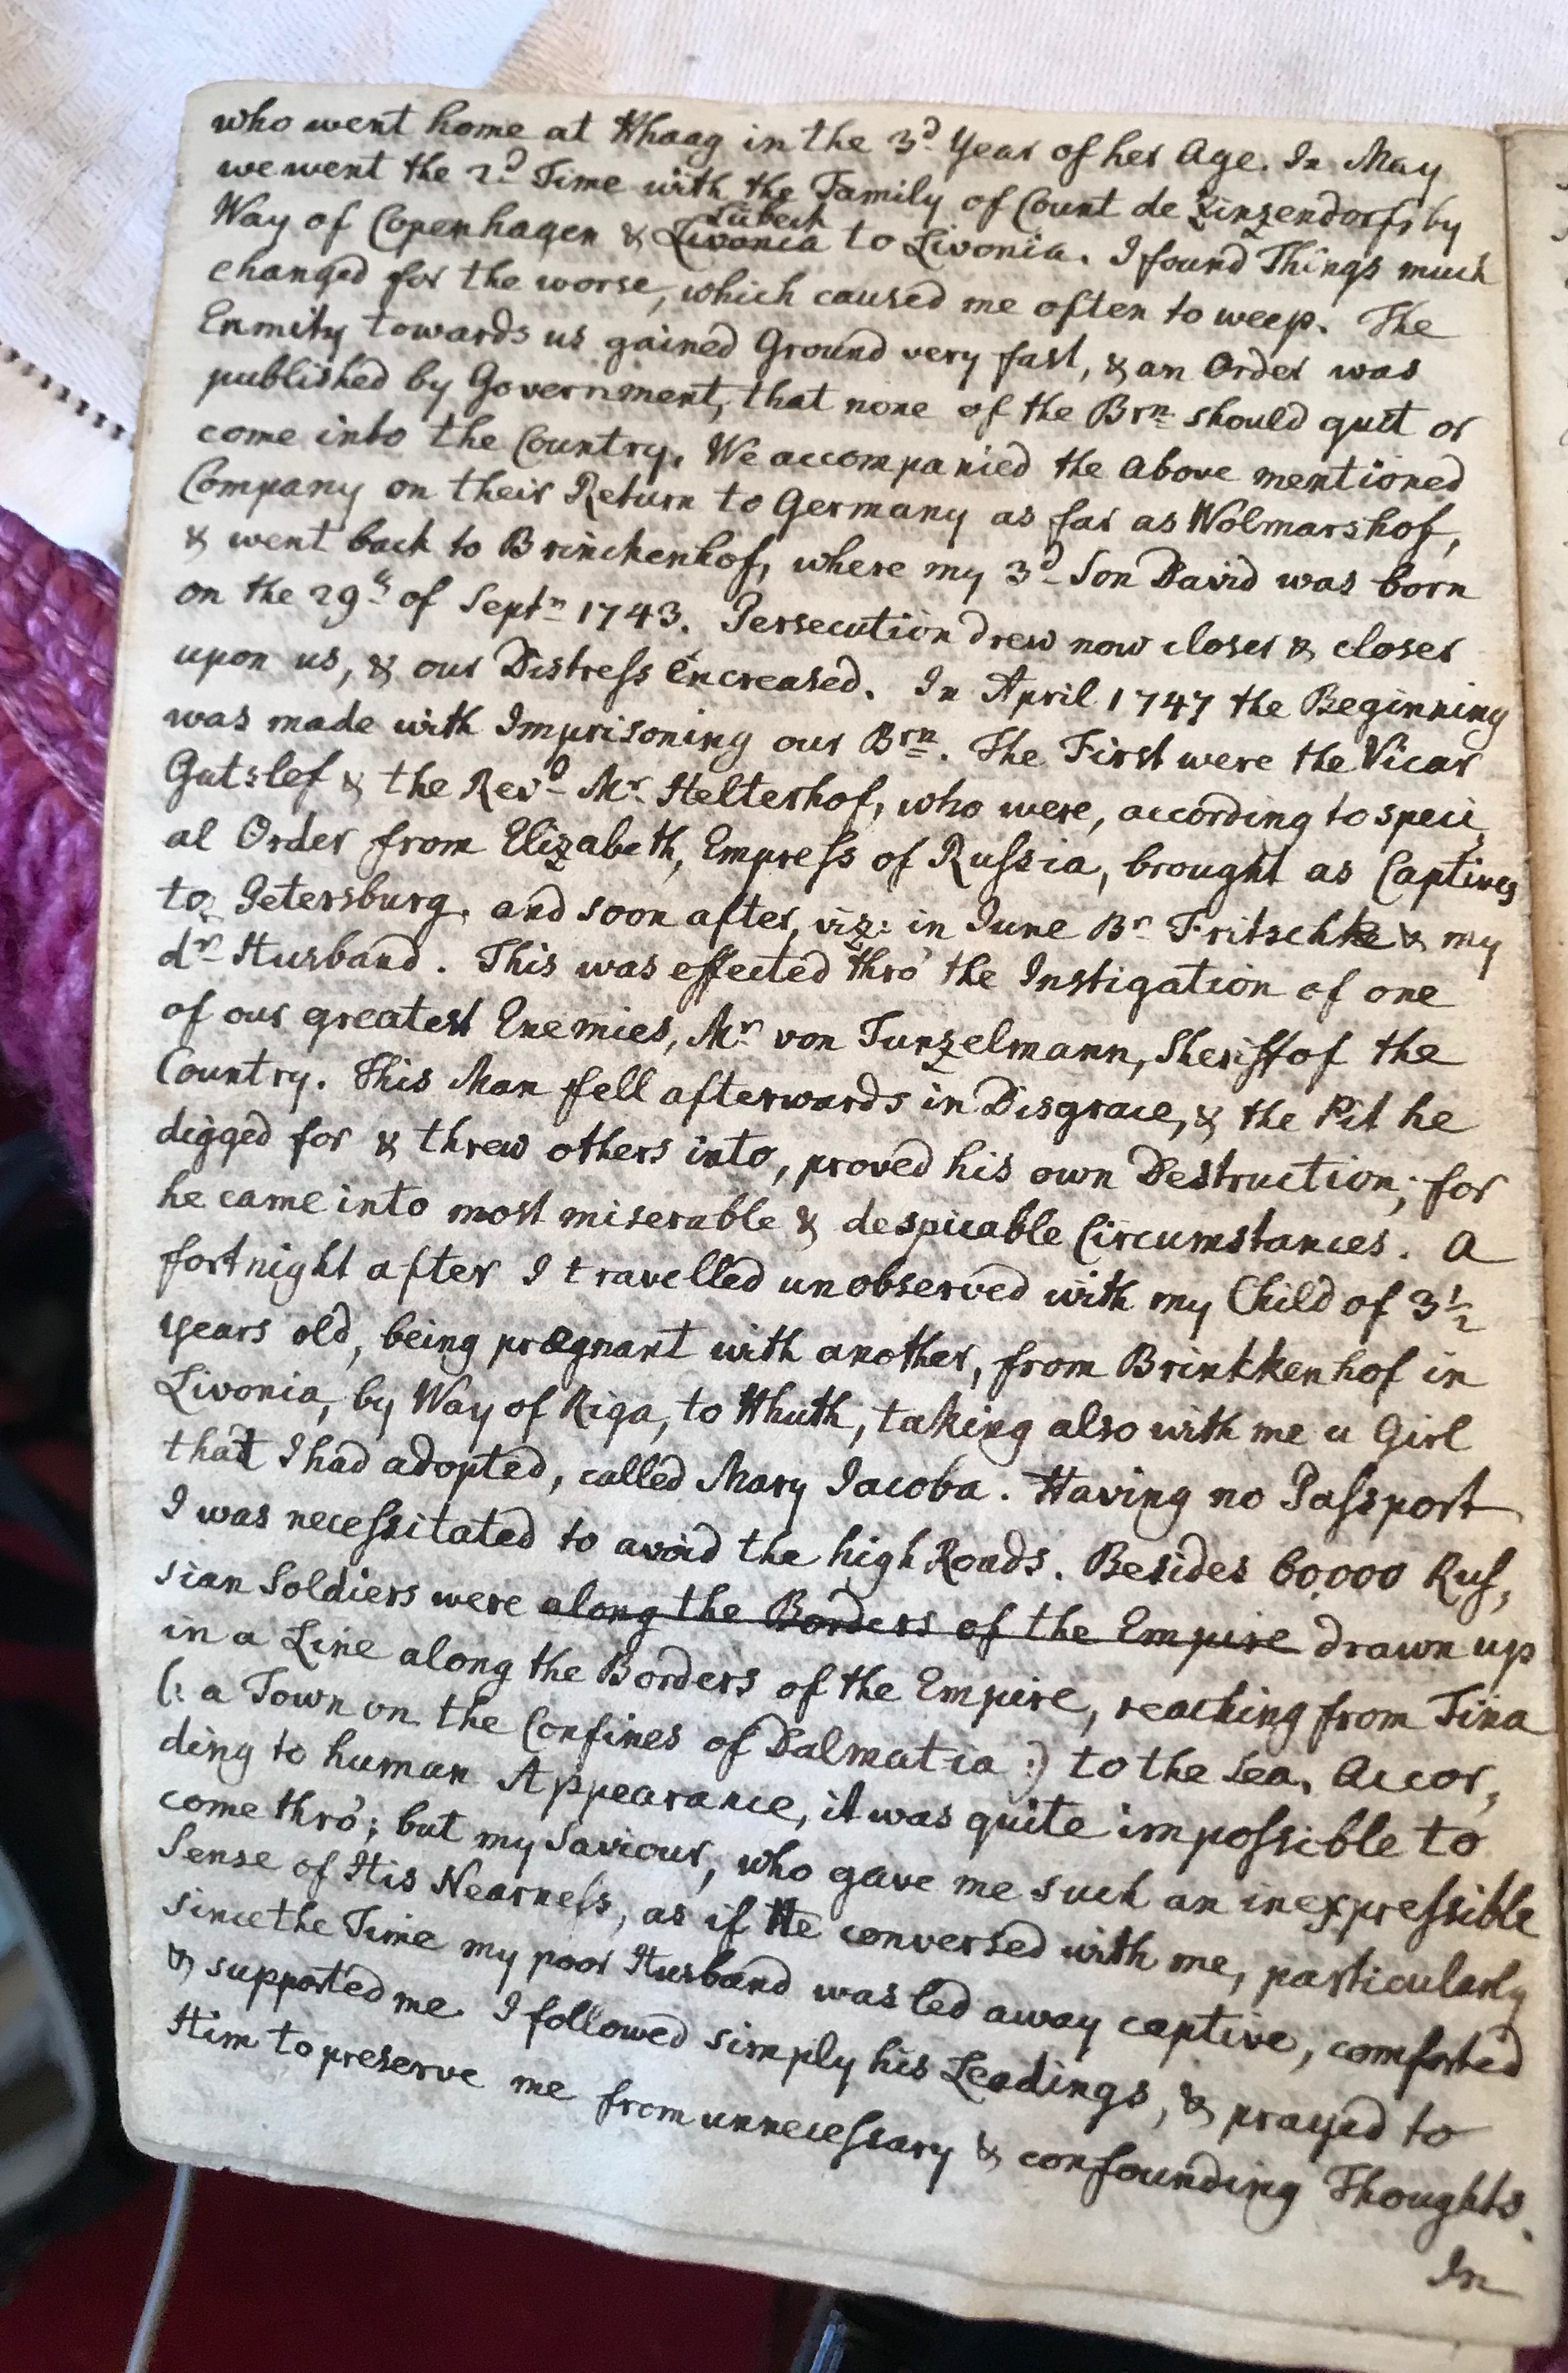 who went home at Hhaag in the 3d Year of her Age. In May
we went the 2d Time with the Family of Count de Zinzendorf, by
Lübeck
Way of Copenhagen & Livonia to Livonia. I found Things much
changed for the worse, which caused me often to weep. The
Enmity towards us gained Ground very fast, & an Order was
published by Government, that none of the Brn should quit or
come into the Country. We accompanied the above mentioned
Company on their Return to Germany as far as Wolmarshof,
& went back to Brinckenhof, where my 3d Son David was born
on the 29th of Septr 1743. Persecution drew now closer & closer
upon us, & our Distress encreased. In April 1747 the Beginning
was made with Imprisoning our Brn. The First were the Vicar
Gutslef & the Revd Mr. Helterhof, who were, according to speci,
al Order from Elizabeth, Empress of Russia, brought as Captives
to Petersburg, and soon after, viz: in June Br Fritschke & my
dr Husband. This was effected thro' the Instigation of one
of our greatest Enemies, Mr von Tunzelmann, Sheriff of the
Country. This Man fell afterwards in Disgrace, & the Pit he
digged for & threw others into, proved his own Destruction; for
he came into most miserable & despicable Circumstances. A
fortnight after I travelled unobserved with my Child of 3½
years old, being prægnant with another, from Brinkkenhof in
Livonia, by Way of Riga, to Hhuth, taking also with me a Girl
that I had adopted, called Mary Jacoba. Having no Passport
I was necessitated to avoid the high Roads. Besides 60,000 Rus,
sian Soldiers were along the Borders of the Empire drawn up
in a Line along the Borders of the Empire, reaching from Tina
(: a Town on the Confines of Dalmatia :) to the Sea. Accor,
ding to human Appearance, it was quite impossible to
come thro'; but my Saviour, who gave me such an inexpressible
Sense of His Nearness, as if He conversed with me, particularly
since the Time my poor Husband was led away captive, comforted
& supported me. I followed simply his Leadings, & prayed to
Him to preserve me from unnecessary & confounding Thoughts.
In